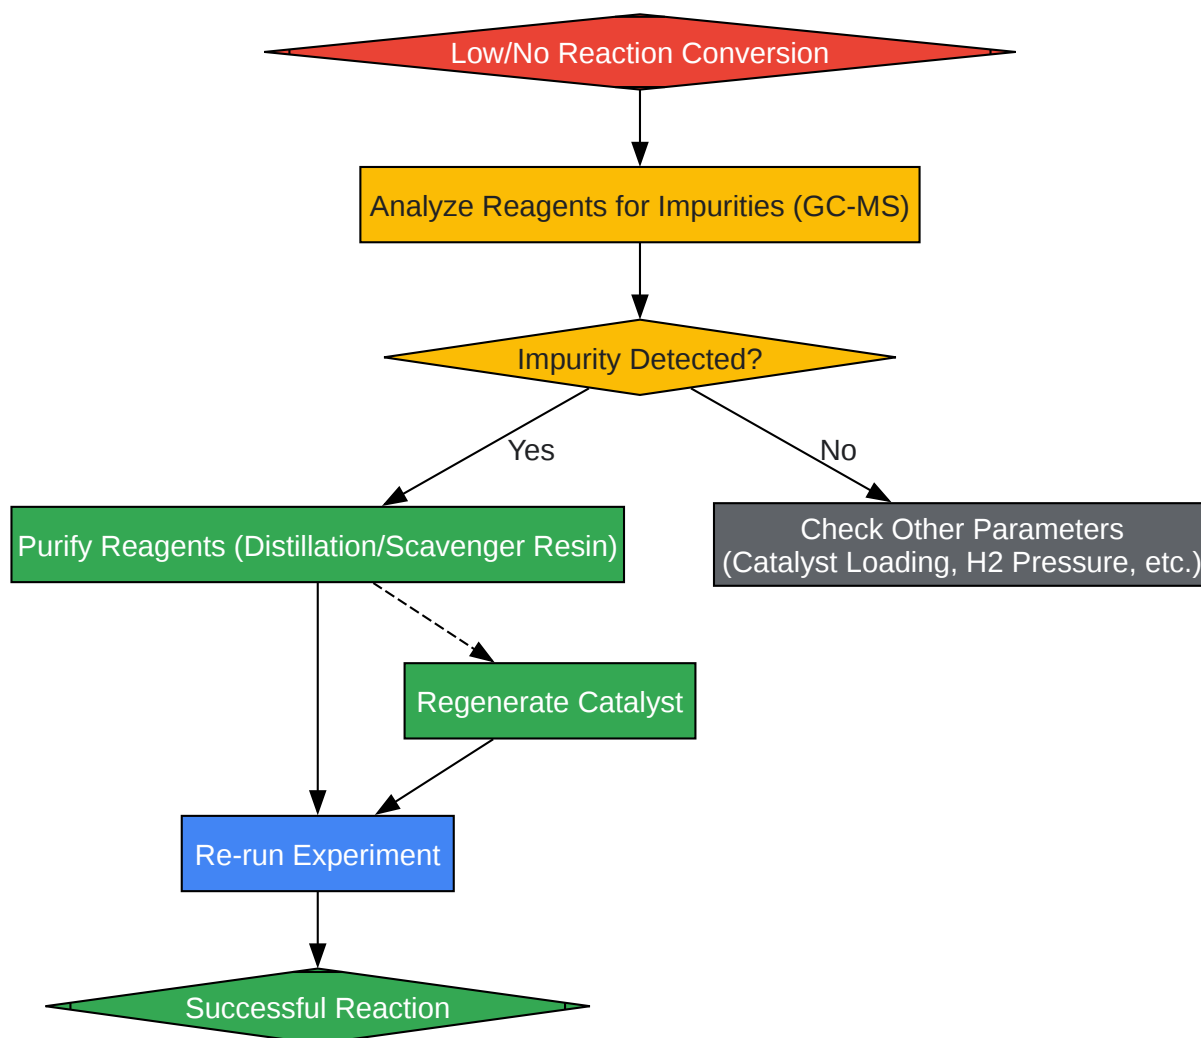 Low/No Reaction Conversion
Analyze Reagents for Impurities (GC-MS)
Impurity Detected?
Yes
No
Purify Reagents (Distillation/Scavenger Resin)
Check Other Parameters
(Catalyst Loading, H2 Pressure, etc.)
Regenerate Catalyst
Re-run Experiment
Successful Reaction